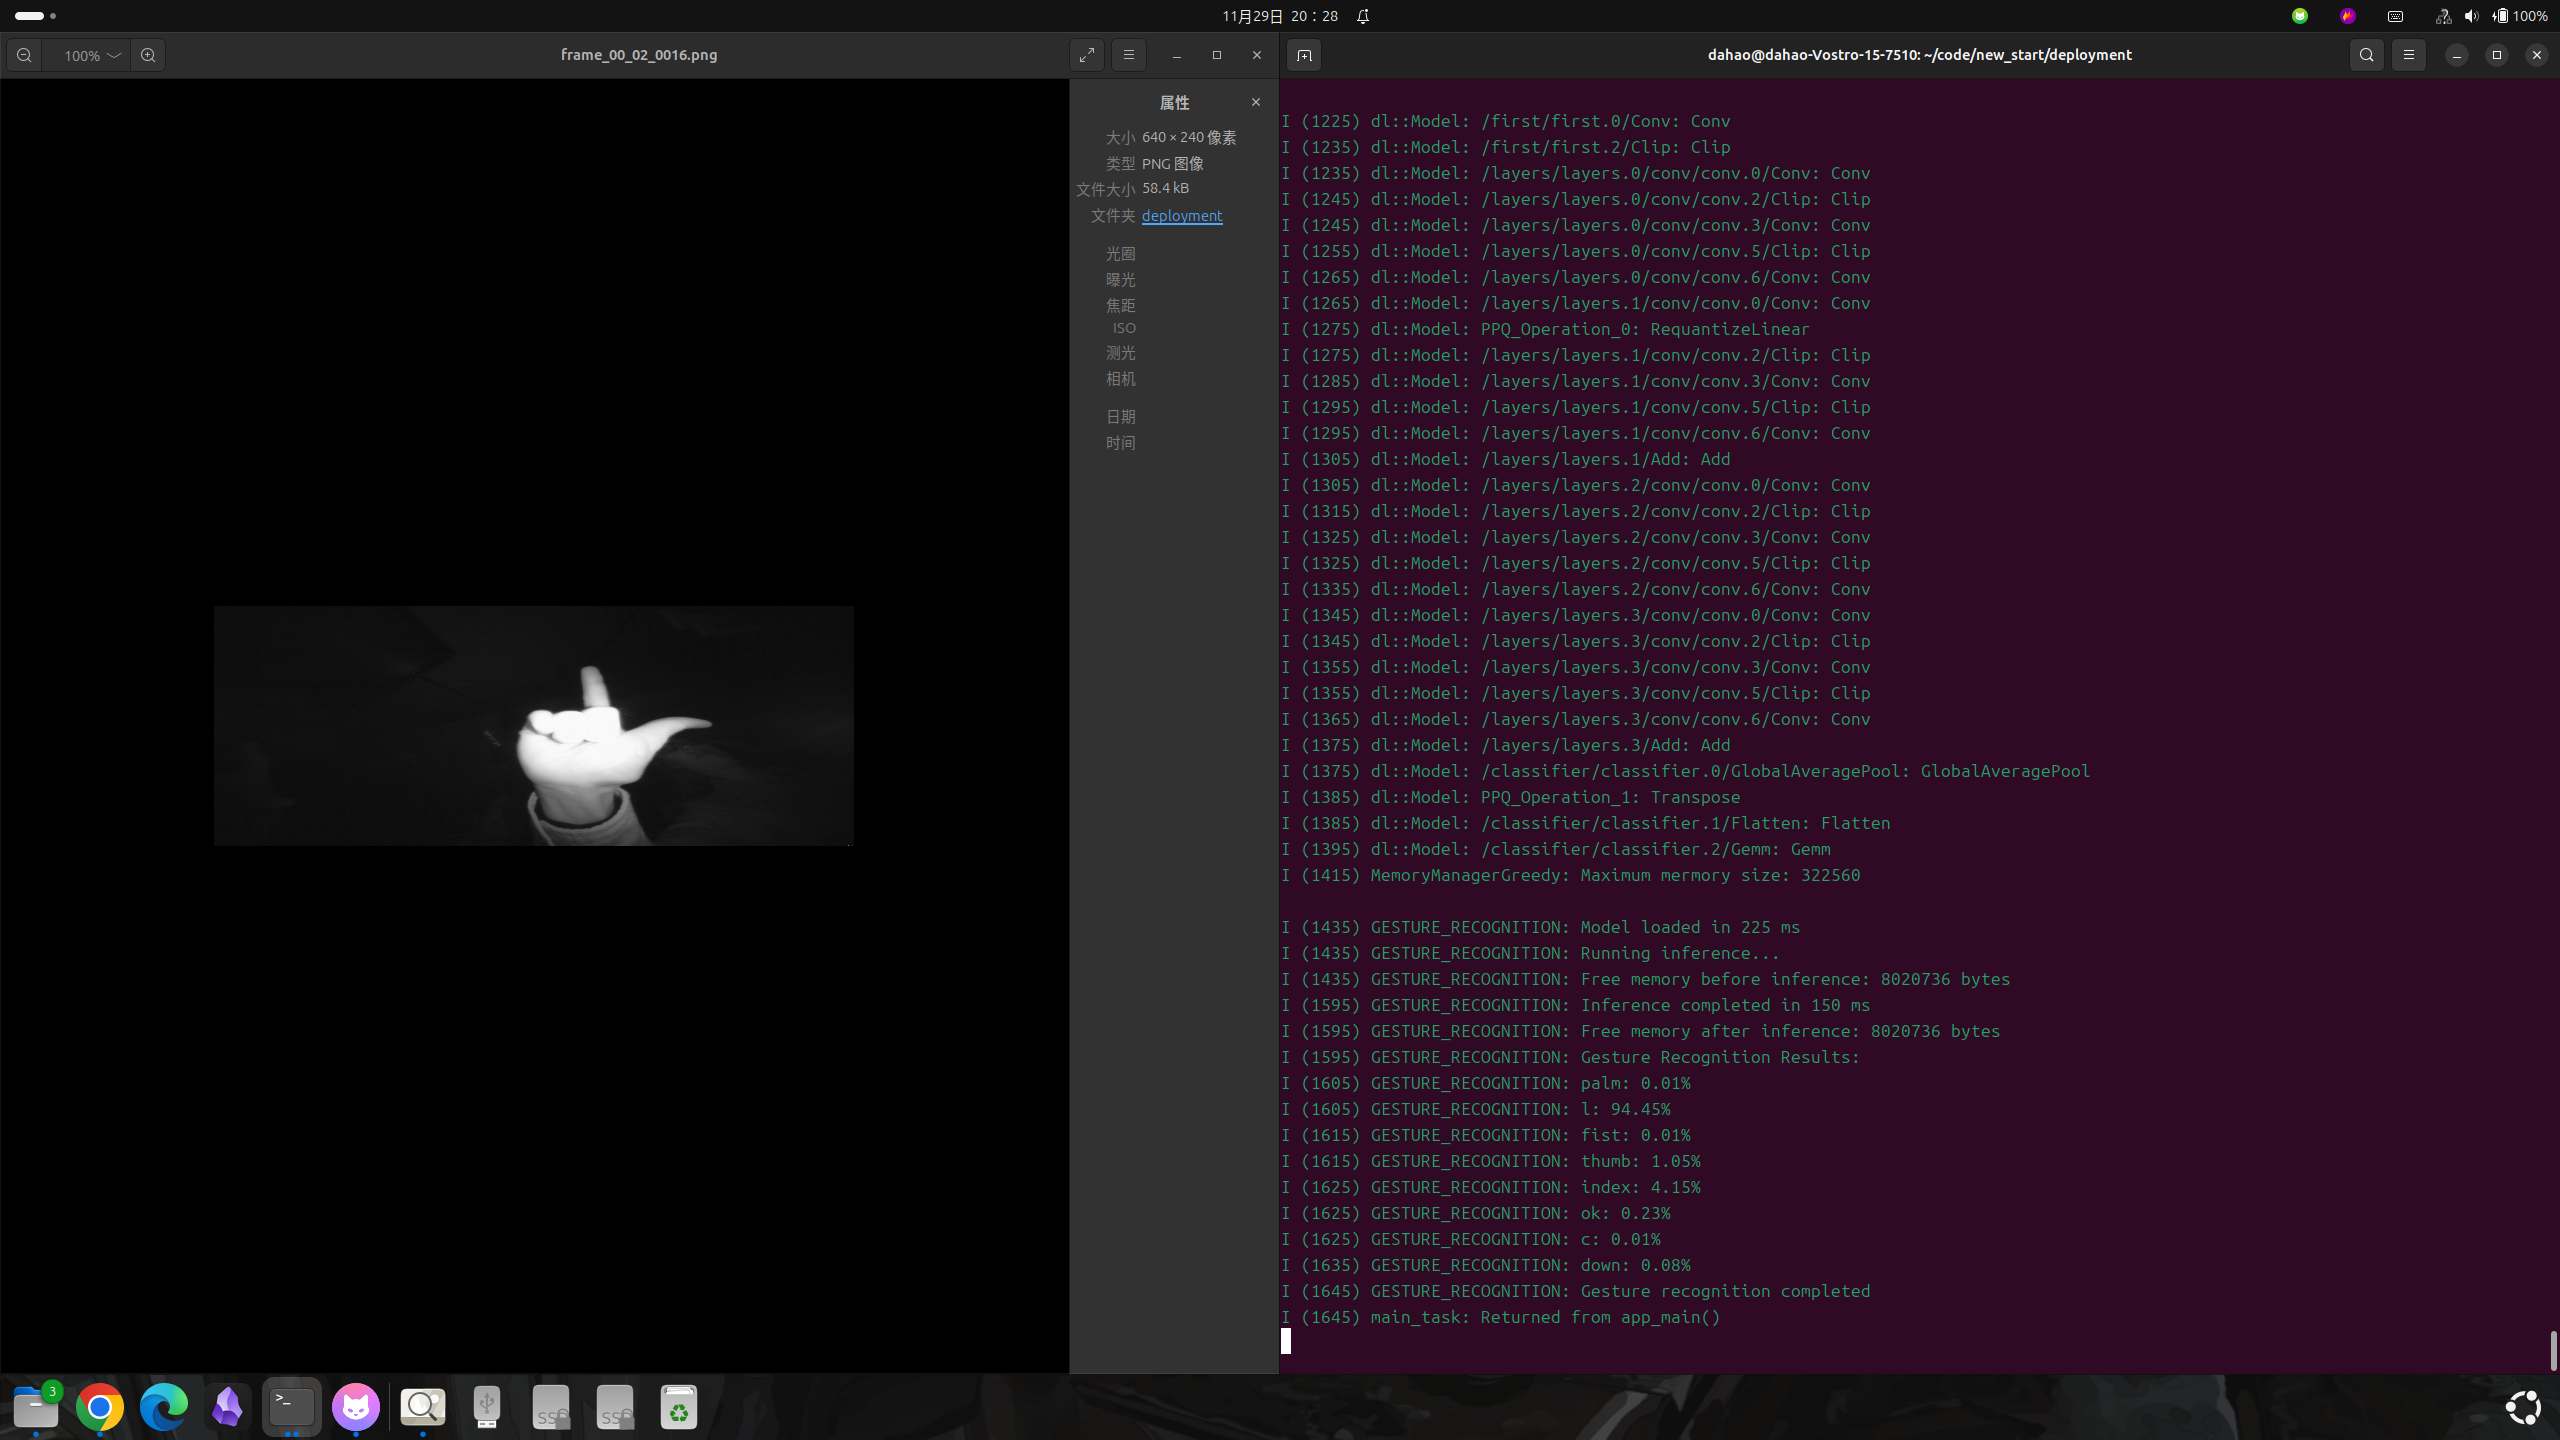 11月29日 20：28
100%
100%
frame_00_02_0016.png
属性
大小 640 × 240 像素
类型 PNG 图像
文件大小 58.4 kB
文件夹 deployment
光圈
曝光
焦距
ISO
测光
相机
日期
时间
dahao@dahao-Vostro-15-7510: ~/code/new_start/deployment
I (1225) dl::Model: /first/first.0/Conv: Conv
I (1235) dl::Model: /first/first.2/Clip: Clip
I (1235) dl::Model: /layers/layers.0/conv/conv.0/Conv: Conv
I (1245) dl::Model: /layers/layers.0/conv/conv.2/Clip: Clip
I (1245) dl::Model: /layers/layers.0/conv/conv.3/Conv: Conv
I (1255) dl::Model: /layers/layers.0/conv/conv.5/Clip: Clip
I (1265) dl::Model: /layers/layers.0/conv/conv.6/Conv: Conv
I (1265) dl::Model: /layers/layers.1/conv/conv.0/Conv: Conv
I (1275) dl::Model: PPQ_Operation_0: RequantizeLinear
I (1275) dl::Model: /layers/layers.1/conv/conv.2/Clip: Clip
I (1285) dl::Model: /layers/layers.1/conv/conv.3/Conv: Conv
I (1295) dl::Model: /layers/layers.1/conv/conv.5/Clip: Clip
I (1295) dl::Model: /layers/layers.1/conv/conv.6/Conv: Conv
I (1305) dl::Model: /layers/layers.1/Add: Add
I (1305) dl::Model: /layers/layers.2/conv/conv.0/Conv: Conv
I (1315) dl::Model: /layers/layers.2/conv/conv.2/Clip: Clip
I (1325) dl::Model: /layers/layers.2/conv/conv.3/Conv: Conv
I (1325) dl::Model: /layers/layers.2/conv/conv.5/Clip: Clip
I (1335) dl::Model: /layers/layers.2/conv/conv.6/Conv: Conv
I (1345) dl::Model: /layers/layers.3/conv/conv.0/Conv: Conv
I (1345) dl::Model: /layers/layers.3/conv/conv.2/Clip: Clip
I (1355) dl::Model: /layers/layers.3/conv/conv.3/Conv: Conv
I (1355) dl::Model: /layers/layers.3/conv/conv.5/Clip: Clip
I (1365) dl::Model: /layers/layers.3/conv/conv.6/Conv: Conv
I (1375) dl::Model: /layers/layers.3/Add: Add
I (1375) dl::Model: /classifier/classifier.0/GlobalAveragePool: GlobalAveragePool
I (1385) dl::Model: PPQ_Operation_1: Transpose
I (1385) dl::Model: /classifier/classifier.1/Flatten: Flatten
I (1395) dl::Model: /classifier/classifier.2/Gemm: Gemm
I (1415) MemoryManagerGreedy: Maximum mermory size: 322560
I (1435) GESTURE_RECOGNITION: Model loaded in 225 ms
I (1435) GESTURE_RECOGNITION: Running inference...
I (1435) GESTURE_RECOGNITION: Free memory before inference: 8020736 bytes
I (1595) GESTURE_RECOGNITION: Inference completed in 150 ms
I (1595) GESTURE_RECOGNITION: Free memory after inference: 8020736 bytes
I (1595) GESTURE_RECOGNITION: Gesture Recognition Results:
I (1605) GESTURE_RECOGNITION: palm: 0.01%
I (1605) GESTURE_RECOGNITION: l: 94.45%
I (1615) GESTURE_RECOGNITION: fist: 0.01%
I (1615) GESTURE_RECOGNITION: thumb: 1.05%
I (1625) GESTURE_RECOGNITION: index: 4.15%
I (1625) GESTURE_RECOGNITION: ok: 0.23%
I (1625) GESTURE_RECOGNITION: c: 0.01%
I (1635) GESTURE_RECOGNITION: down: 0.08%
I (1645) GESTURE_RECOGNITION: Gesture recognition completed
I (1645) main_task: Returned from app_main()
3
>_
SS
SS